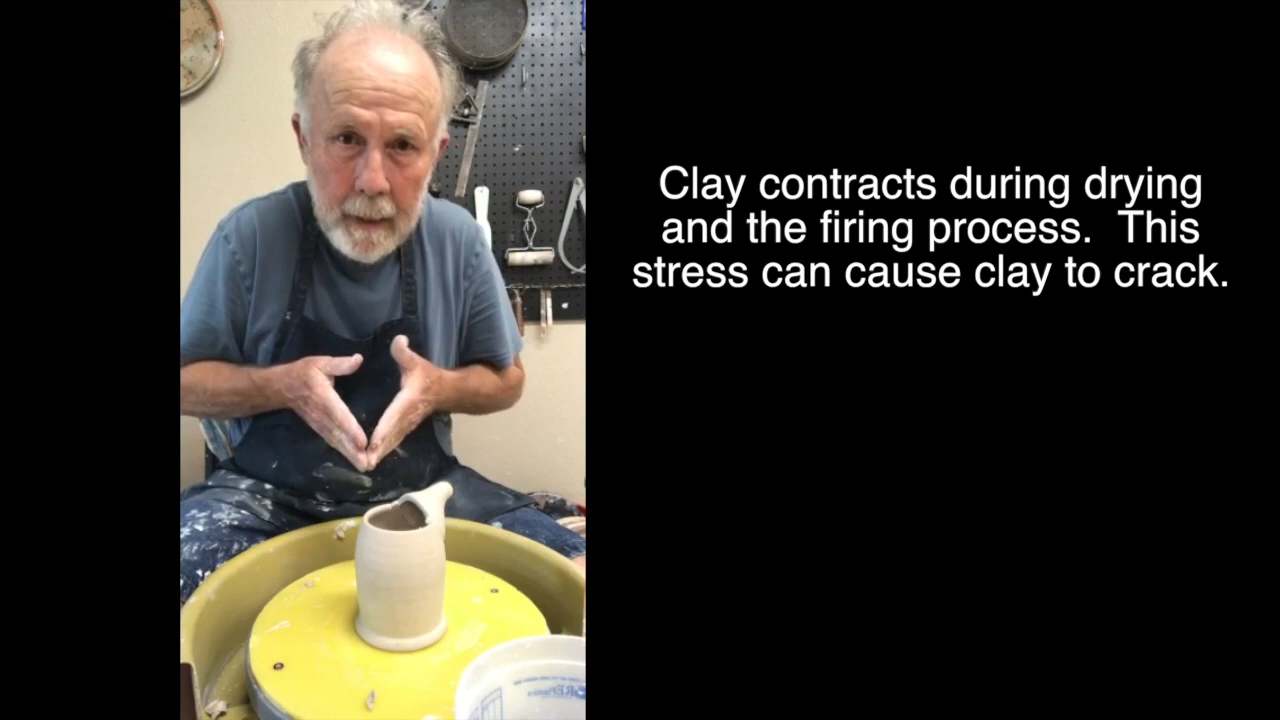 Clay contracts during drying
and the firing process.  This
stress can cause clay to crack.